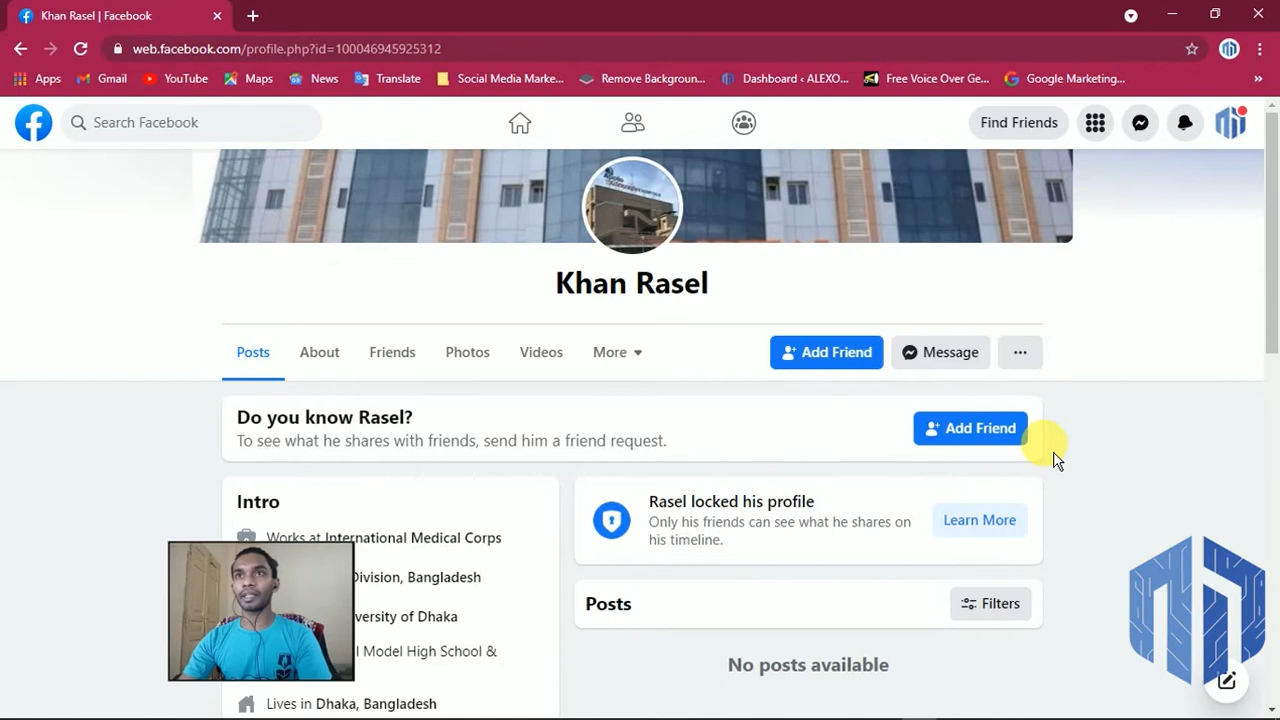 Khan Rasel | Facebook
web.facebook.com/profile.php?id=100046945925312
Apps Gmail YouTube Maps News Translate Social Media Marke... Remove Backgroun... Dashboard ‹ ALEXO... Free Voice Over Ge... Google Marketing... »
Search Facebook
Find Friends
Khan Rasel
Posts About Friends Photos Videos More
Add Friend Message ...
Do you know Rasel?
To see what he shares with friends, send him a friend request.
Add Friend
Intro
Works at International Medical Corps
Division, Bangladesh
versity of Dhaka
l Model High School &
Lives in Dhaka, Bangladesh
Rasel locked his profile
Only his friends can see what he shares on
his timeline.
Learn More
Posts
Filters
No posts available